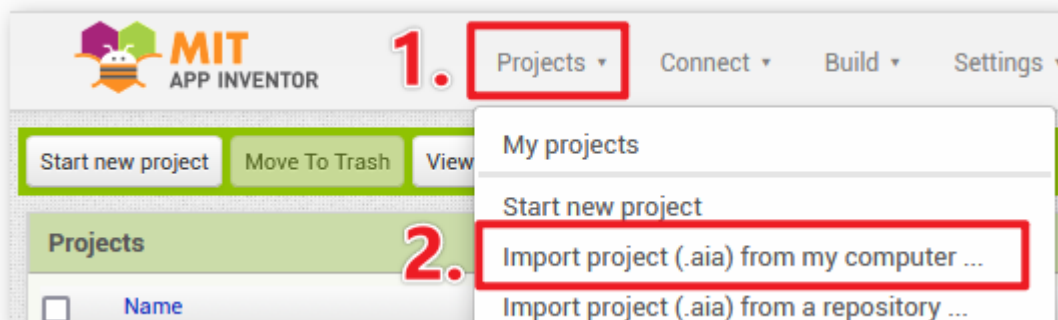 MIT
APP INVENTOR
1.
Projects ▾ Connect ▾ Build ▾ Settings
Start new project Move To Trash View
My projects
Start new project
Projects
2.
Import project (.aia) from my computer ...
Name
Import project (.aia) from a repository ...